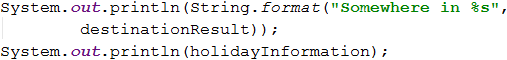 System.out.println(String.format("Somewhere in %s",
destinationResult));
System.out.println(holidayInformation);